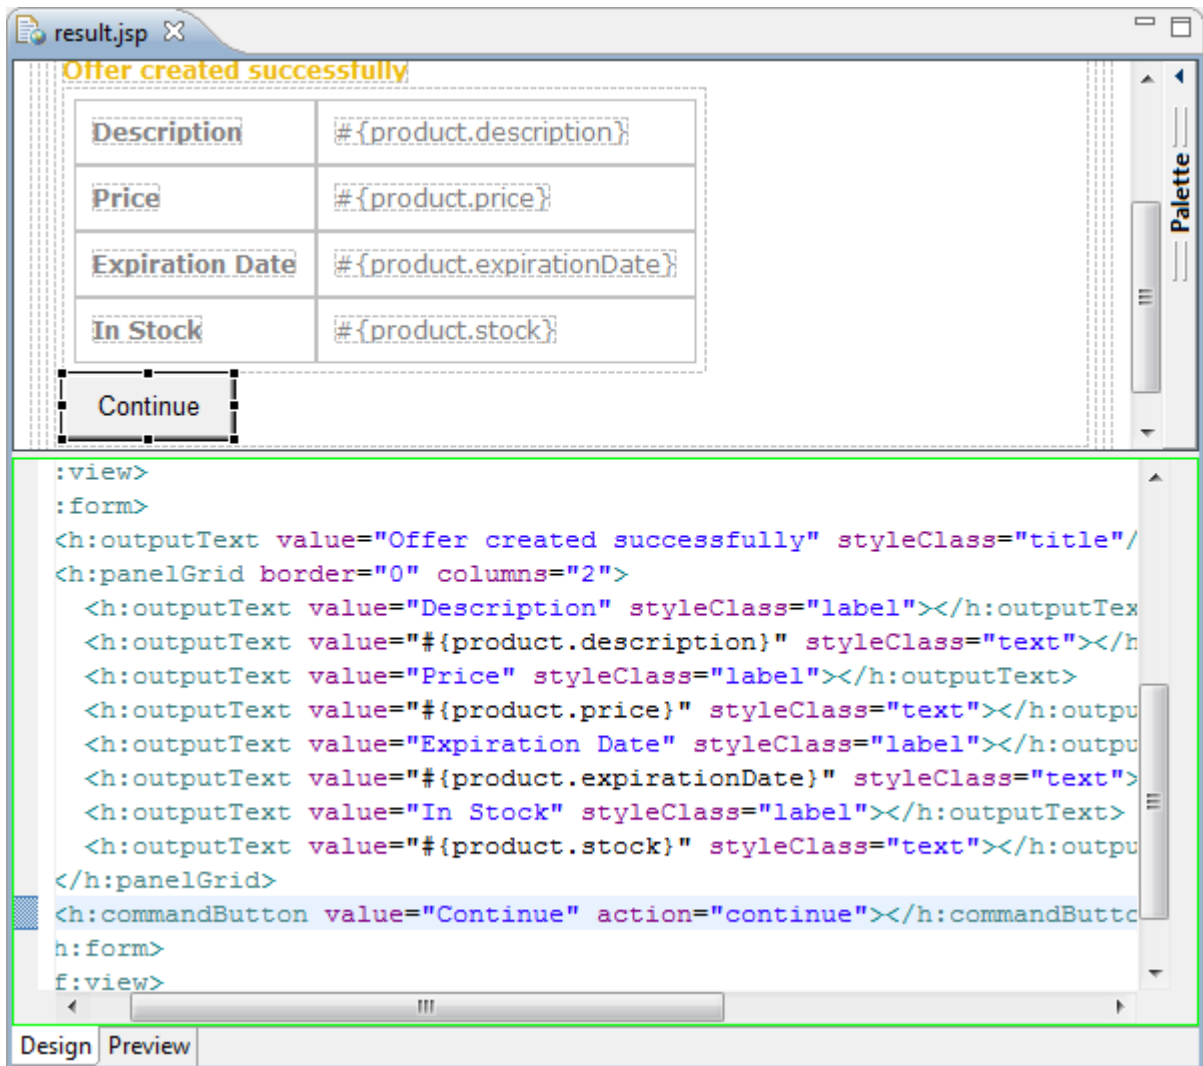 result.jsp
Offer created successfully
Description #{product.description}
Price #{product.price}
Expiration Date #{product.expirationDate}
In Stock #{product.stock}
Continue
Palette
:view>
:form>
<h:outputText value="Offer created successfully" styleClass="title"/
<h:panelGrid border="0" columns="2">
<h:outputText value="Description" styleClass="label"></h:outputTex
<h:outputText value="#{product.description}" styleClass="text"></h
<h:outputText value="Price" styleClass="label"></h:outputText>
<h:outputText value="#{product.price}" styleClass="text"></h:outpu
<h:outputText value="Expiration Date" styleClass="label"></h:outpu
<h:outputText value="#{product.expirationDate}" styleClass="text">
<h:outputText value="In Stock" styleClass="label"></h:outputText>
<h:outputText value="#{product.stock}" styleClass="text"></h:outpu
</h:panelGrid>
<h:commandButton value="Continue" action="continue"></h:commandButto
h:form>
f:view>
Design Preview